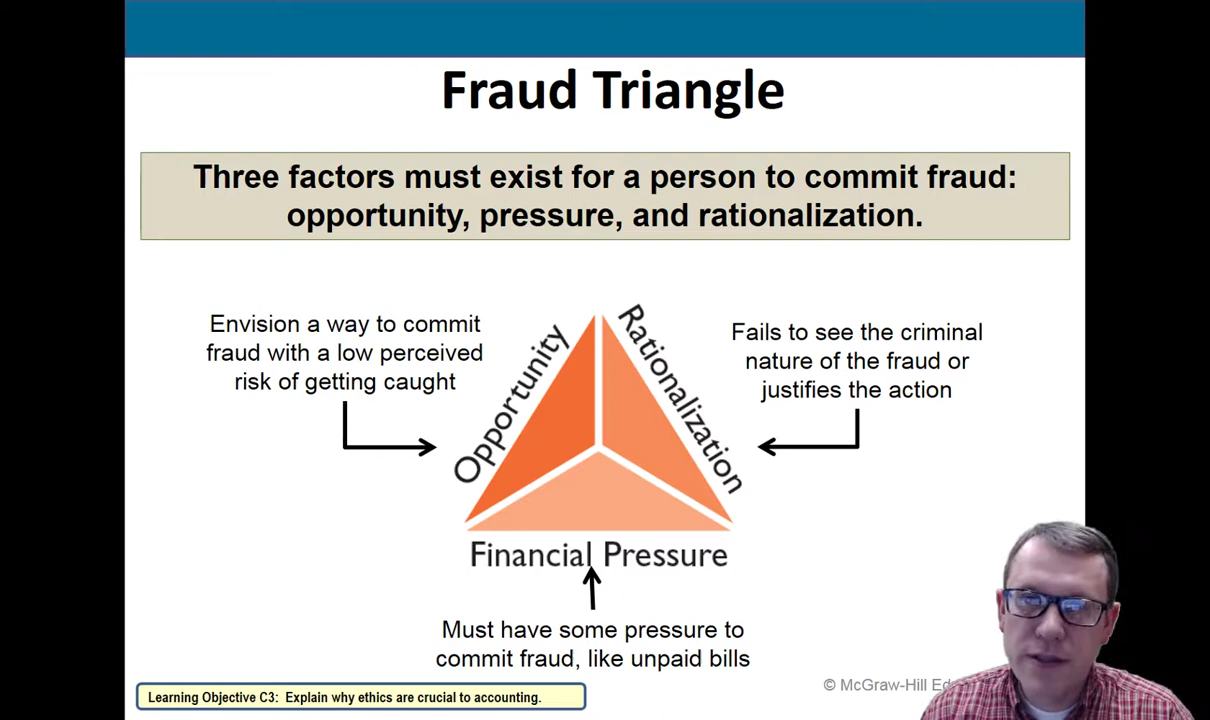 Fraud Triangle
Three factors must exist for a person to commit fraud:
opportunity, pressure, and rationalization.
Envision a way to commit
fraud with a low perceived
risk of getting caught
Opportunity
Rationalization
Fails to see the criminal
nature of the fraud or
justifies the action
Financial Pressure
Must have some pressure to
commit fraud, like unpaid bills
Learning Objective C3: Explain why ethics are crucial to accounting.
© McGraw-Hill